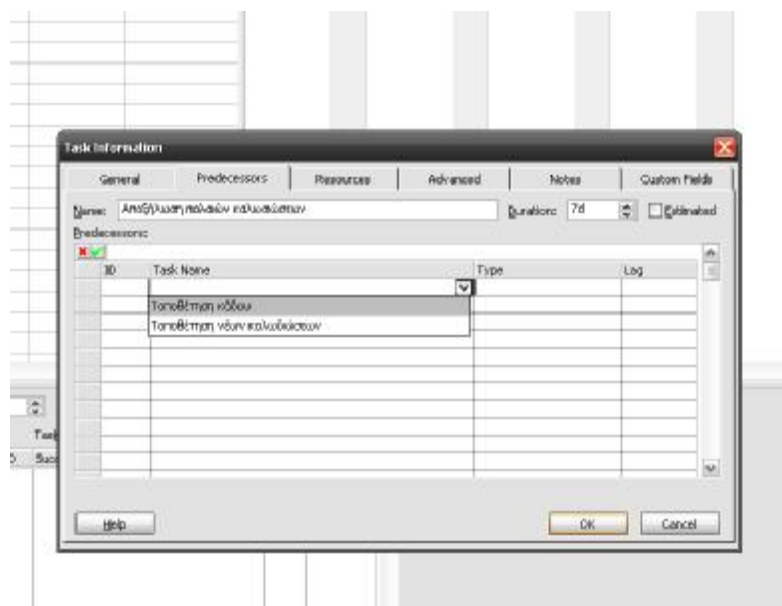 Task Information
General Predecessors Resources Advanced Notes Custom Fields
Name: Αποξήλωση παλαιών καλωδιώσεων Duration: 7d Estimated
Predecessors:
ID Task Name Type Lag
Τοποθέτηση κάδου
Τοποθέτηση νέων καλωδιώσεων
Help OK Cancel